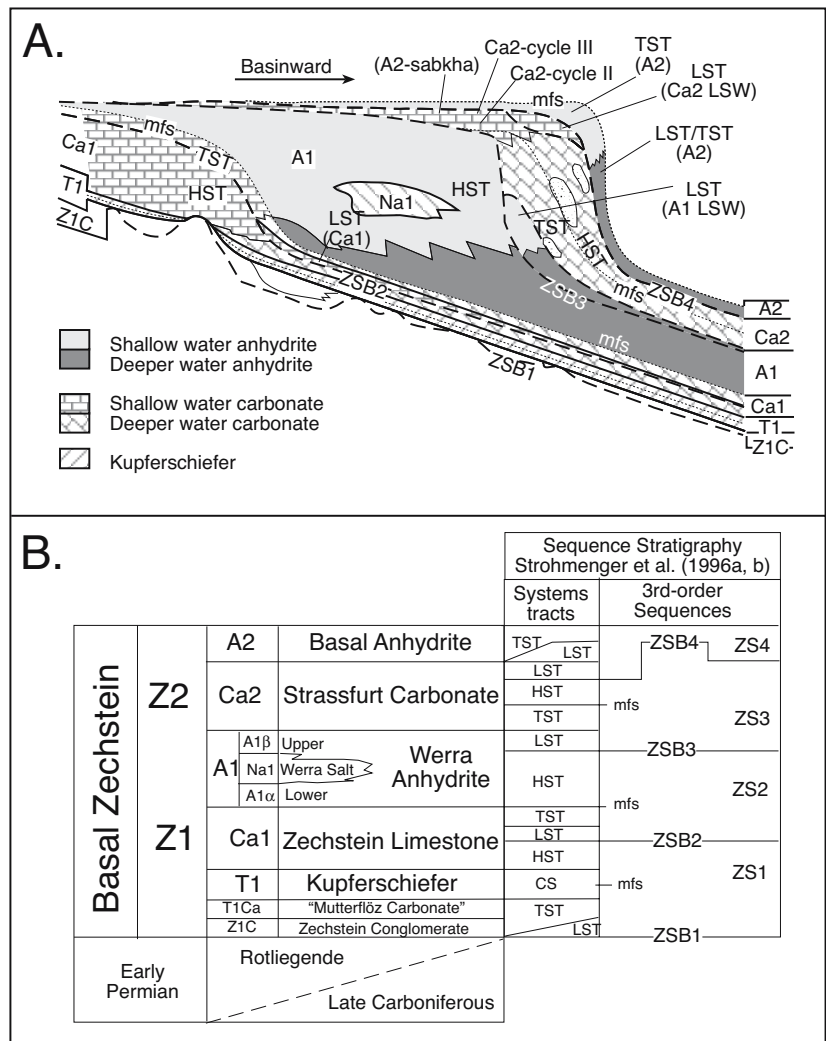 A.
Basinward
(A2-sabkha)
Ca2-cycle III
Ca2-cycle II
TST
(A2)
LST
(Ca2 LSW)
mfs
LST/TST
(A2)
LST
(A1 LSW)
mfs
TST
Ca1
HST
T1
Z1C
A1
Na1
HST
LST
(Ca1)
TST
HST
mfs
ZSB2
ZSB3
ZSB4
mfs
ZSB1
A2
Ca2
A1
Ca1
T1
Z1C
Shallow water anhydrite
Deeper water anhydrite
Shallow water carbonate
Deeper water carbonate
Kupferschiefer
B.
Sequence Stratigraphy
Strohmenger et al. (1996a, b)
Systems
tracts
3rd-order
Sequences
Basal Zechstein
Z2
Z1
A2
Basal Anhydrite
TST
LST
ZSB4
ZS4
Ca2
Strassfurt Carbonate
LST
HST
mfs
TST
ZS3
A1
A1β
Upper
Na1
Werra Salt
A1α
Lower
Werra
Anhydrite
LST
ZSB3
HST
ZS2
mfs
Ca1
Zechstein Limestone
TST
LST
ZSB2
HST
ZS1
T1
Kupferschiefer
CS
mfs
T1Ca
"Mutterflöz Carbonate"
TST
Z1C
Zechstein Conglomerate
LST
ZSB1
Early
Permian
Rotliegende
Late Carboniferous